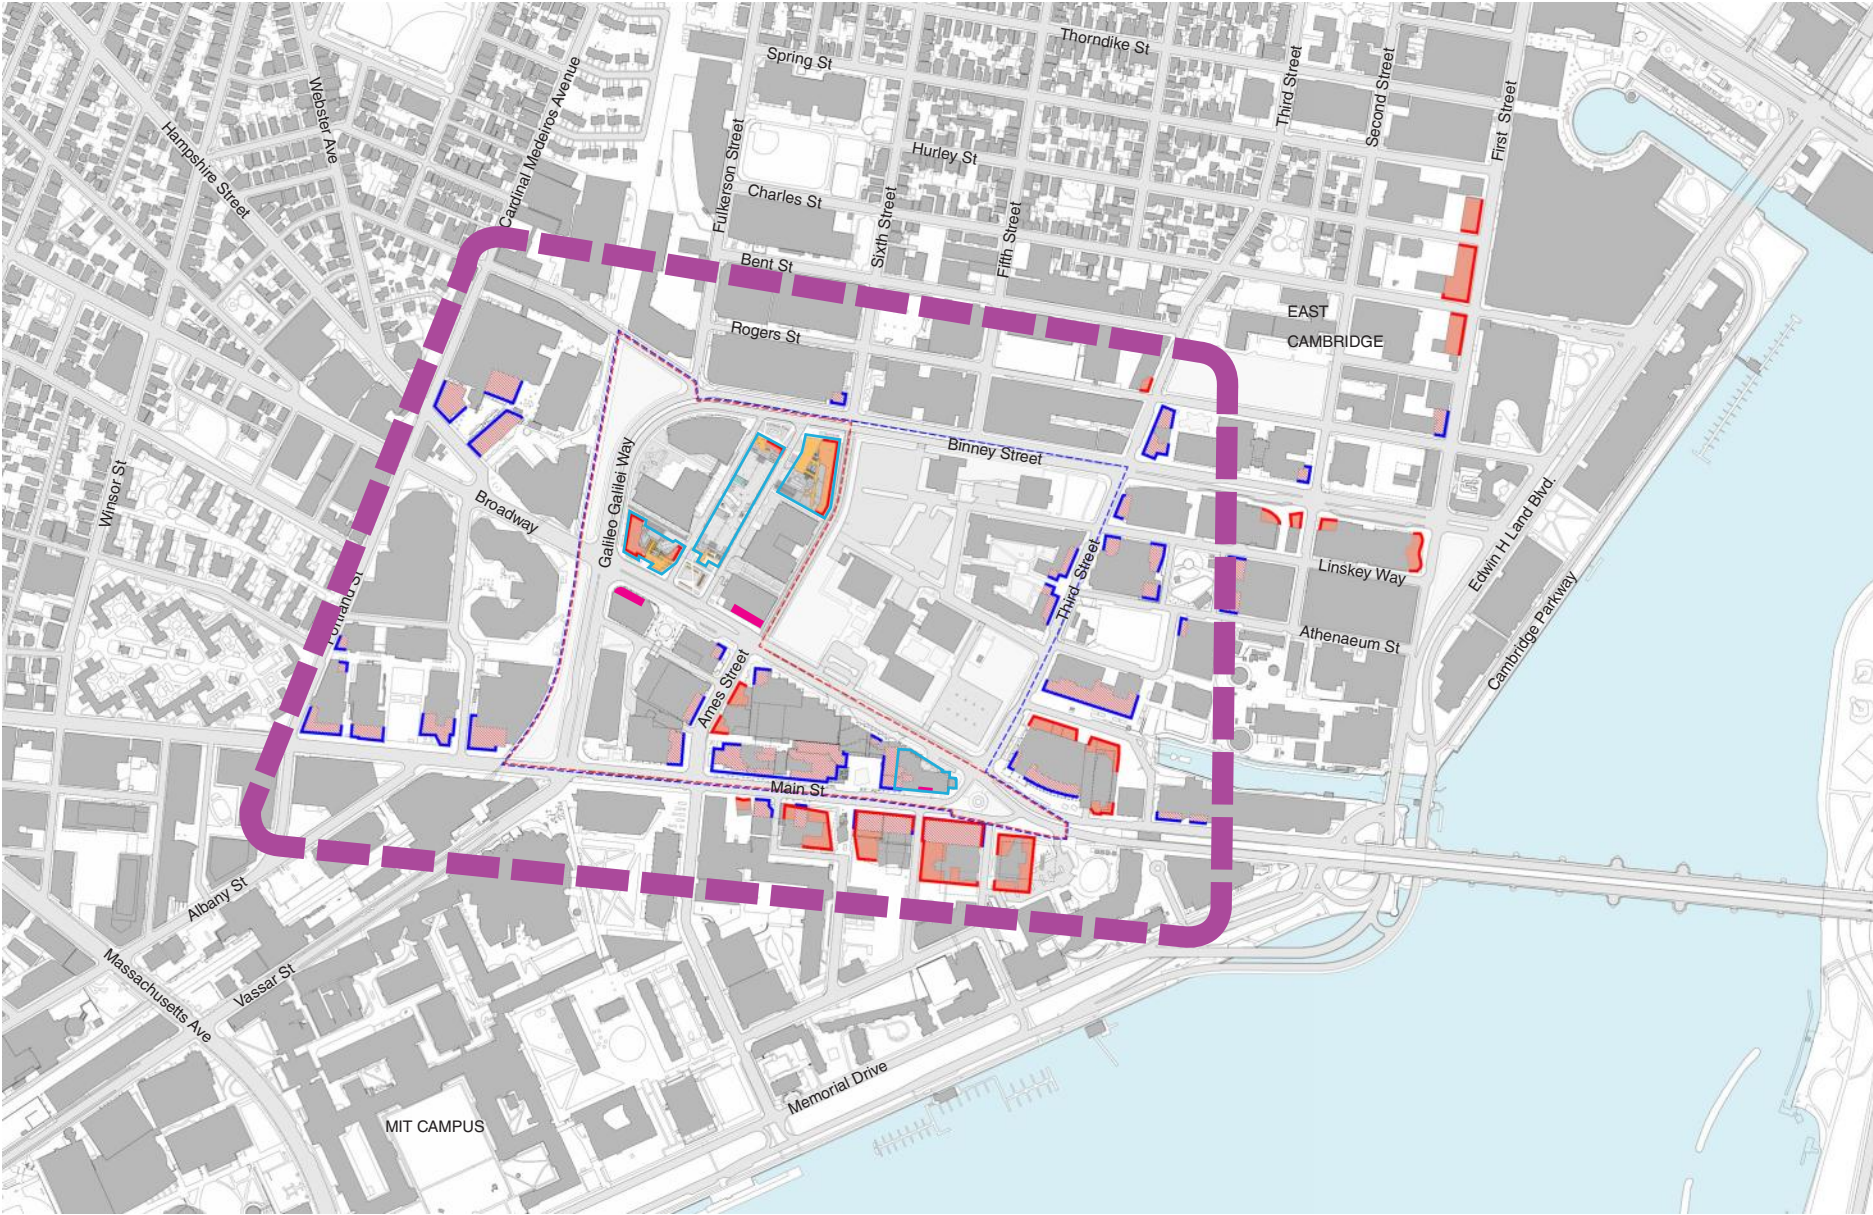 Thorndike St
Spring St
Webster Ave
Cardinal Medeiros Avenue
Third Street
Second Street
First Street
Hampshire Street
Fulkerson Street
Hurley St
Charles St
Sixth Street
Fifth Street
Bent St
EAST
CAMBRIDGE
Rogers St
Binney Street
Winsor St
Broadway
Galileo Galilei Way
Edwin H Land Blvd.
Linskey Way
Third Street
Portland St
Athenaeum St
Cambridge Parkway
Ames Street
Main St
Albany St
Massachusetts Ave
Vassar St
Memorial Drive
MIT CAMPUS